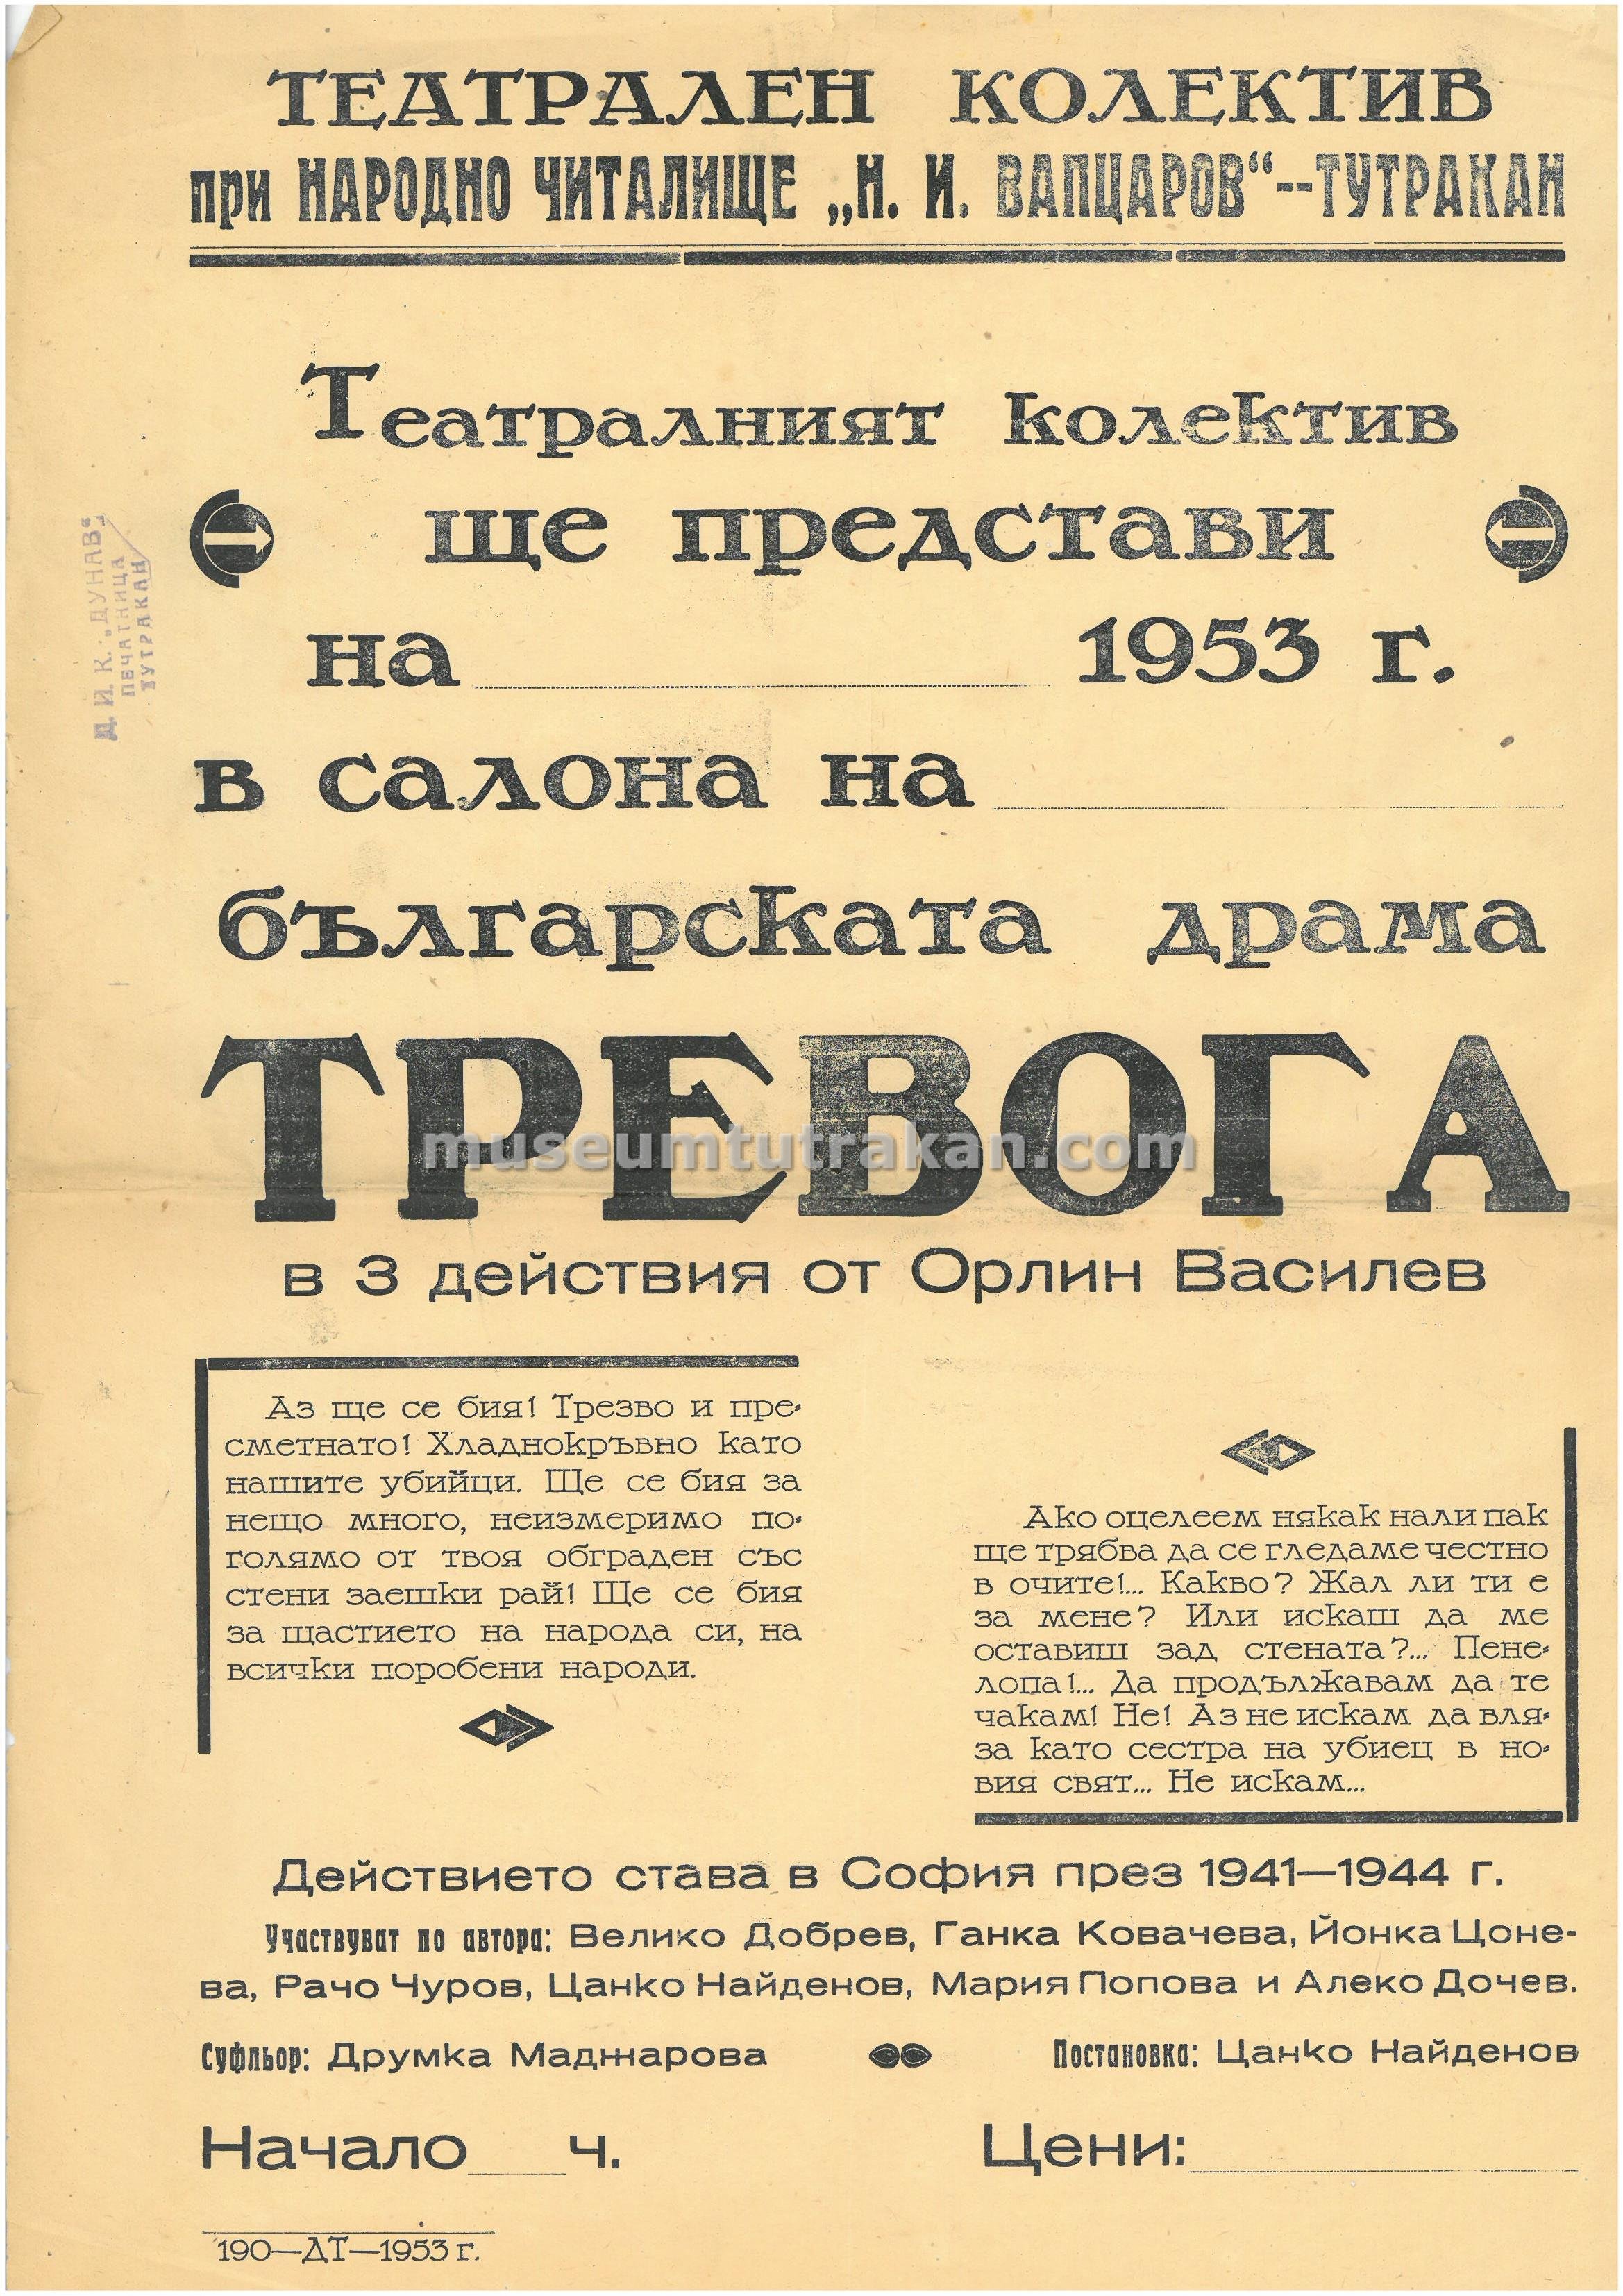 ТЕАТРАЛЕН КОЛЕКТИВ
при НАРОДНО ЧИТАЛИЩЕ „Н. И. ВАПЦАРОВ“--ТУТРАКАН
Театралният колектив
ще представи
на 1953 г.
в салона на
българската драма
ТРЕВОГА
museumtutrakan.com
в 3 действия от Орлин Василев
Аз ще се бия! Трезво и пре-
сметнато! Хладнокръвно като
нашите убийци. Ще се бия за
нещо много, неизмеримо по-
голямо от твоя обграден със
стени заешки рай! Ще се бия
за щастието на народа си, на
всички поробени народи.
Ако оцелеем някак нали пак
ще трябва да се гледаме честно
в очите!... Какво? Жал ли ти е
за мене? Или искаш да ме
оставиш зад стената?... Пене-
лопа!... Да продължавам да те
чакам! Не! Аз не искам да вля-
за като сестра на убиец в но-
вия свят... Не искам...
Действието става в София през 1941—1944 г.
Участвуват по автора: Велико Добрев, Ганка Ковачева, Йонка Цоне-
ва, Рачо Чуров, Цанко Найденов, Мария Попова и Алеко Дочев.
Суфльор: Друмка Маджарова Постановка: Цанко Найденов
Начало ч. Цени:
190—ДТ—1953 г.
Д. И. К. „ДУНАВ“
ПЕЧАТНИЦА
ТУТРАКАН